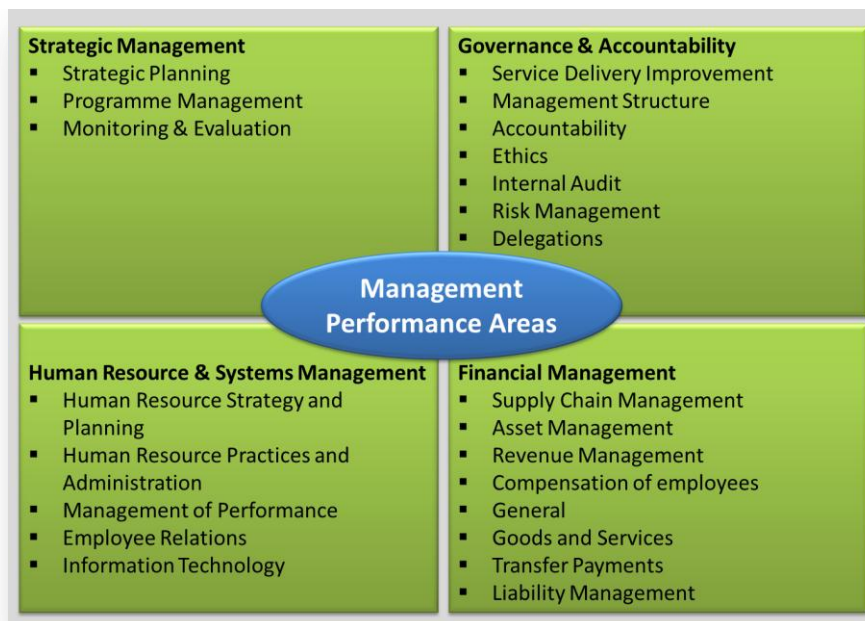 Strategic Management
▪ Strategic Planning
▪ Programme Management
▪ Monitoring & Evaluation
Governance & Accountability
▪ Service Delivery Improvement
▪ Management Structure
▪ Accountability
▪ Ethics
▪ Internal Audit
▪ Risk Management
▪ Delegations
Management
Performance Areas
Human Resource & Systems Management
▪ Human Resource Strategy and
Planning
▪ Human Resource Practices and
Administration
▪ Management of Performance
▪ Employee Relations
▪ Information Technology
Financial Management
▪ Supply Chain Management
▪ Asset Management
▪ Revenue Management
▪ Compensation of employees
▪ General
▪ Goods and Services
▪ Transfer Payments
▪ Liability Management